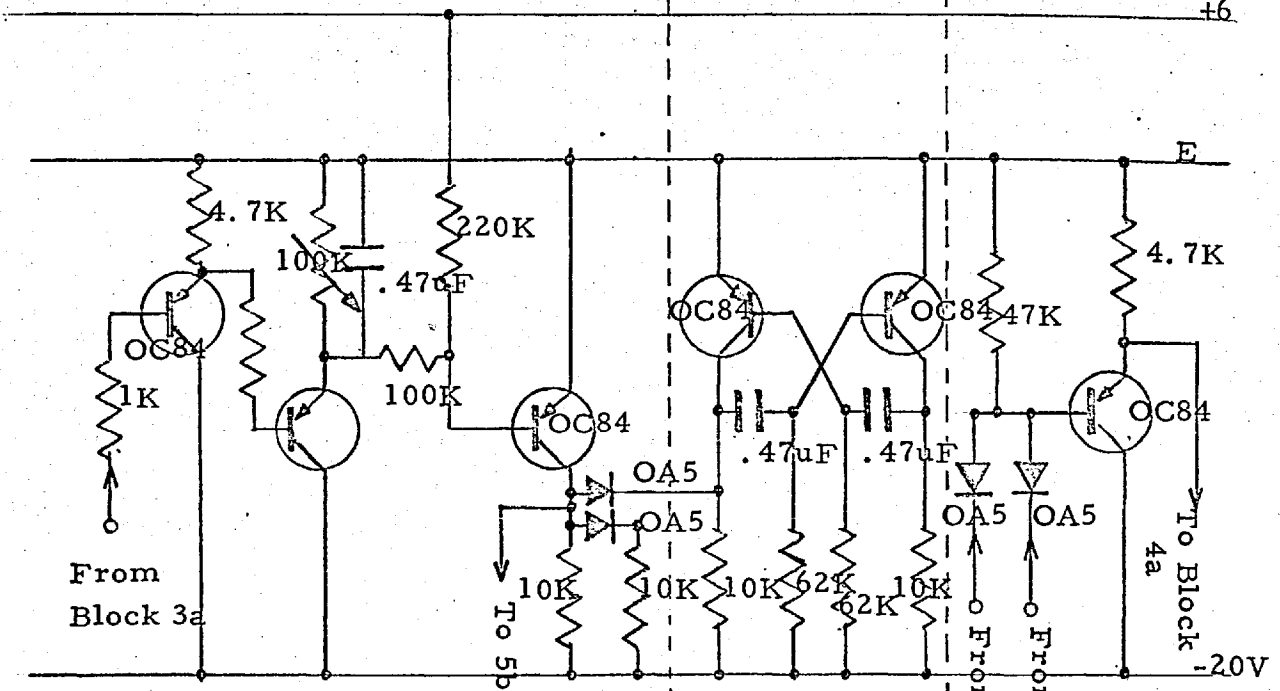 +6
E
4.7K
220K
100K
.47uF
4.7K
OC84
OC84
47K
OC84
1K
100K
OC84
OC84
.47uF
.47uF
OA5
OA5
OA5
OA5
From
Block 3a
10K
10K
10K
62K
62K
10K
To 5b
To Block
4a
-20V